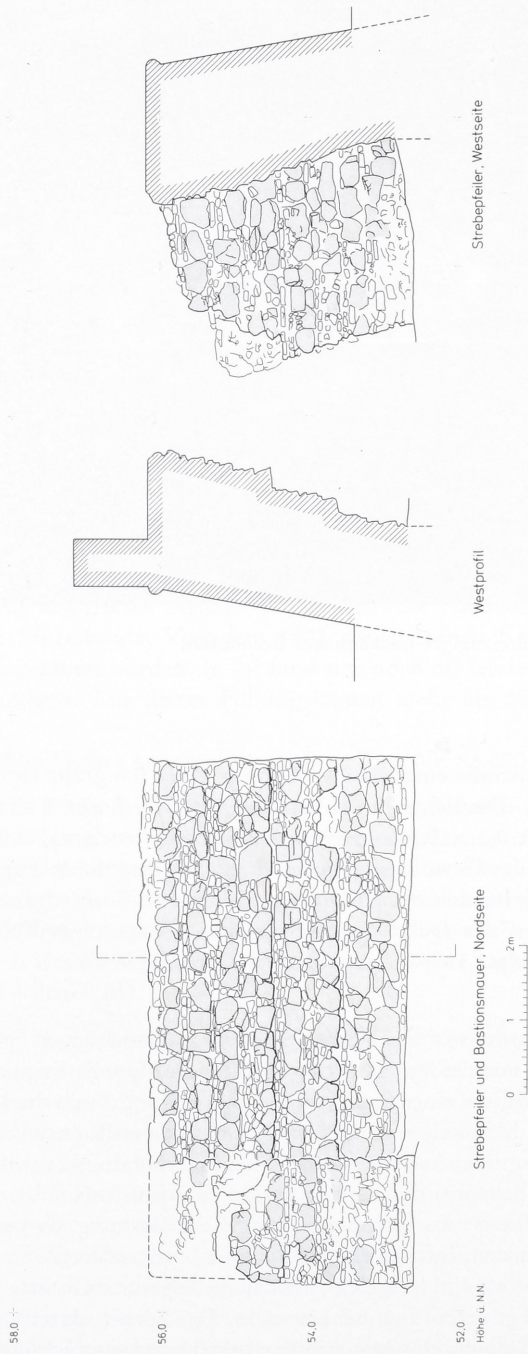 58.0
56.0
54.0
52.0
Höhe ü. N.N.
Strebepfeiler und Bastionsmauer, Nordseite
0 1 2m
Westprofil
Strebepfeiler, Westseite